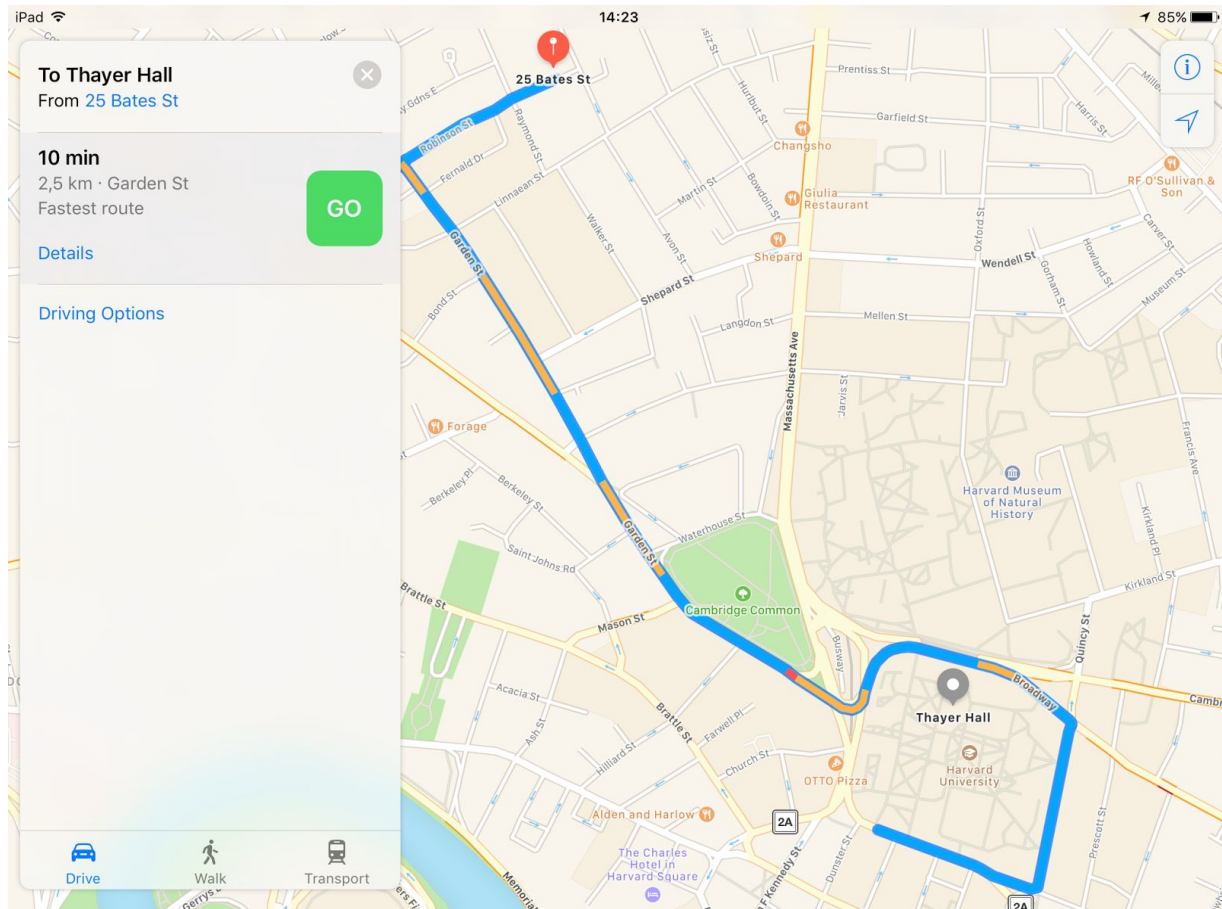 iPad
14:23
85%
To Thayer Hall
From 25 Bates St
10 min
2,5 km · Garden St
Fastest route
GO
Details
Driving Options
Drive
Walk
Transport
25 Bates St
Prentiss St
Garfield St
Hurlbut St
Harris St
Changsho
RF O'Sullivan &
Son
Robinson St
Raymond St
Fernald Dr
Linnaean St
Martin St
Bowdoin St
Giulia
Restaurant
Walker St
Avon St
Shepard
Oxford St
Carver St
Wendell St
Howland St
Gorham St
Museum St
Garden St
Bond St
Shepard St
Langdon St
Mellen St
Massachusetts Ave
Jarvis St
Forage
Francis Ave
Berkeley Pl
Berkeley St
Harvard Museum
of Natural
History
Kirkland Pl
Waterhouse St
Garden St
Saint Johns Rd
Kirkland St
Brattle St
Cambridge Common
Mason St
Busway
Quincy St
Broadway
Acacia St
Ash St
Brattle St
Farwell Pl
Thayer Hall
Hilliard St
Church St
OTTO Pizza
Harvard
University
Alden and Harlow
2A
Prescott St
Dunster St
The Charles
Hotel in
Harvard Square
F Kennedy St
2A